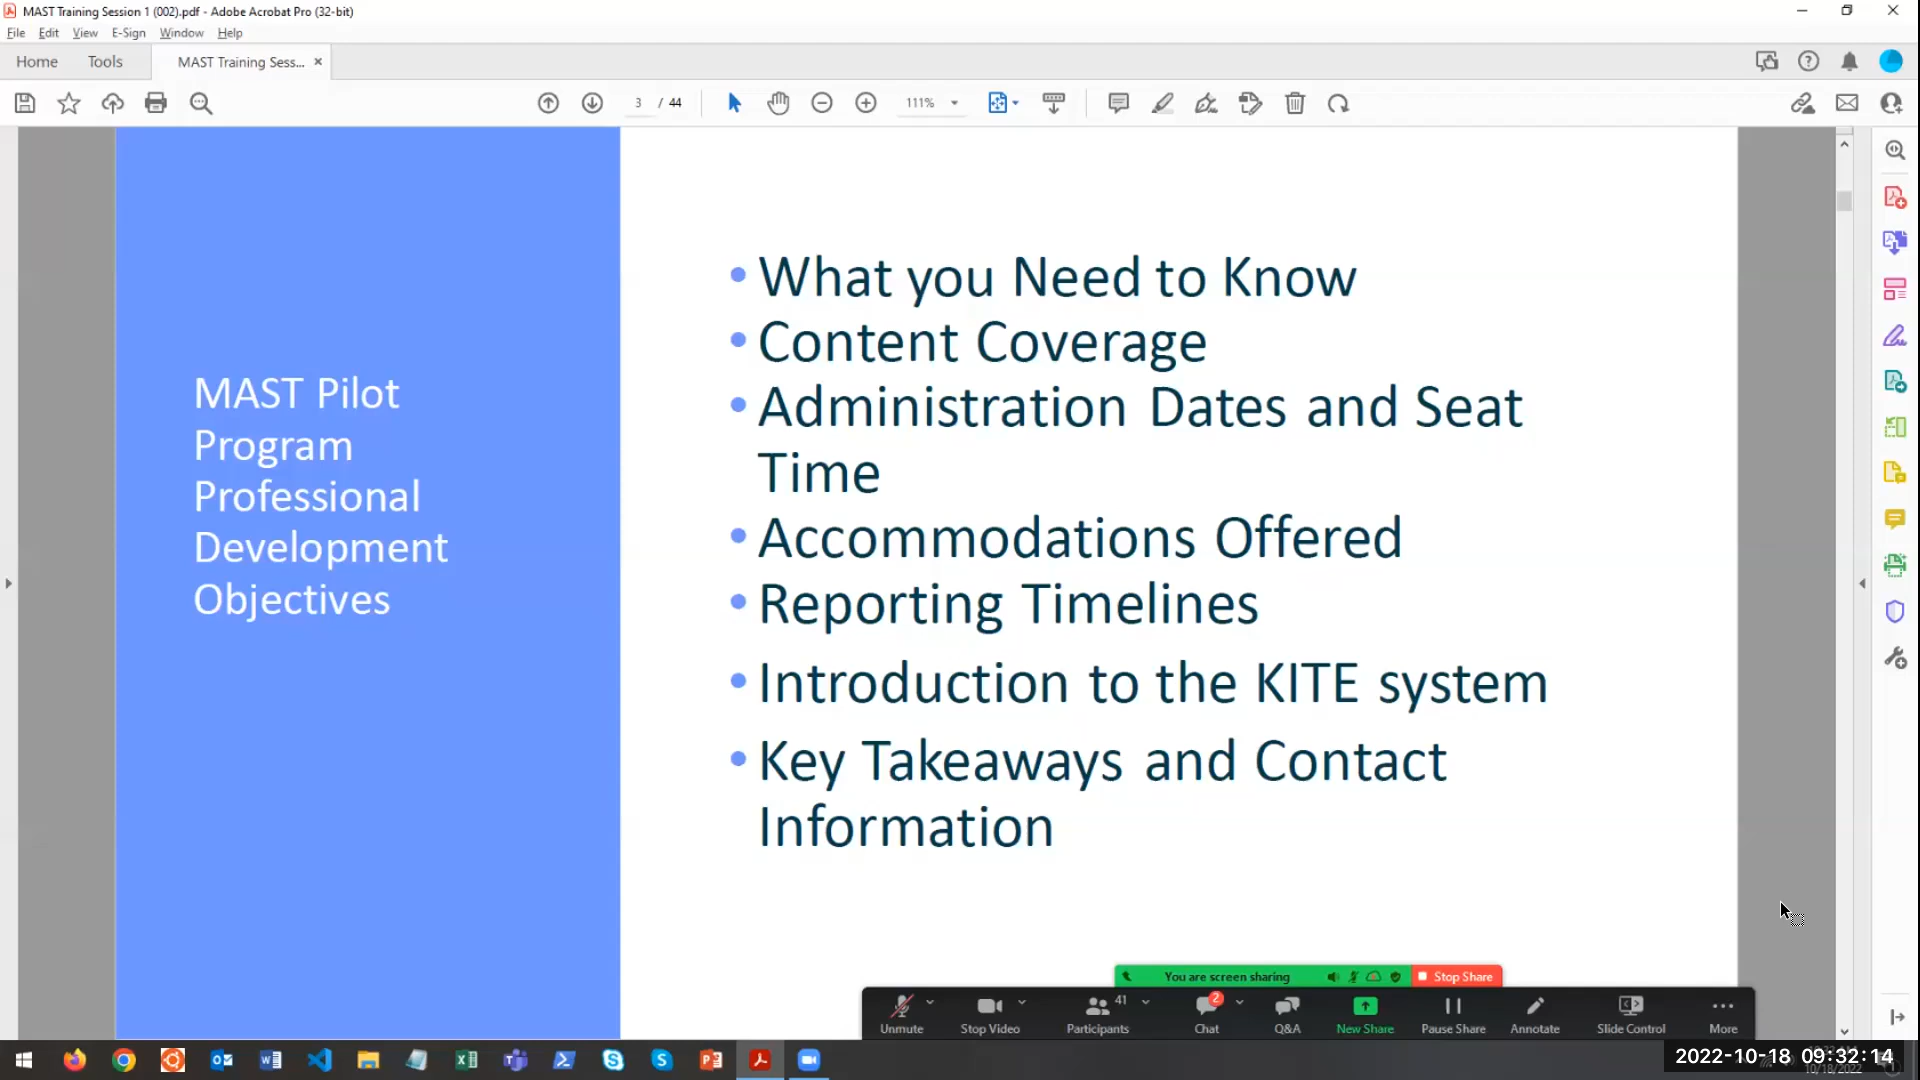 MAST Training Session 1 (002).pdf - Adobe Acrobat Pro (32-bit)
File Edit View E-Sign Window Help
Home Tools MAST Training Sess... ×
3 / 44 111%
MAST Pilot
Program
Professional
Development
Objectives
• What you Need to Know
• Content Coverage
• Administration Dates and Seat
Time
• Accommodations Offered
• Reporting Timelines
• Introduction to the KITE system
• Key Takeaways and Contact
Information
You are screen sharing Stop Share
41 2
Unmute Stop Video Participants Chat Q&A New Share Pause Share Annotate Slide Control More
2022-10-18 09:32:14
10/18/2022